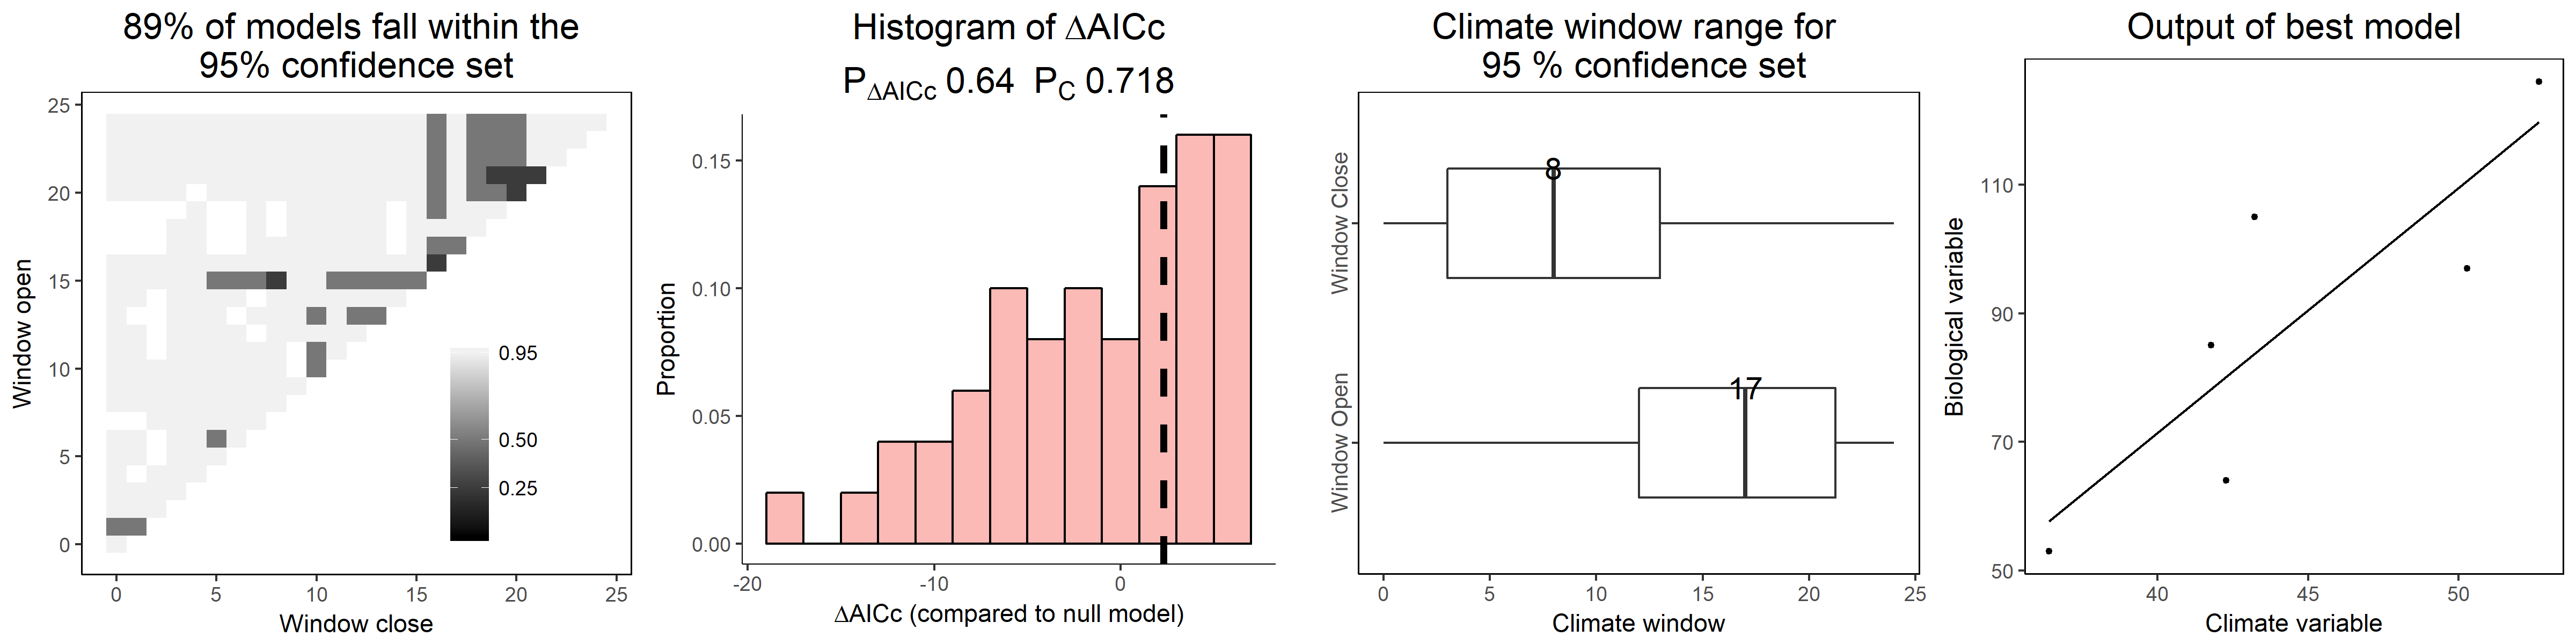 89% of models fall within the
95% confidence set
25
20
15
10
5
0
Window open
0.95
0.50
0.25
0
5
10
15
20
25
Window close
Histogram of ΔAICc
PΔAICc 0.64 PC 0.718
0.15
0.10
0.05
0.00
Proportion
-20
-10
0
ΔAICc (compared to null model)
Climate window range for
95 % confidence set
Window Close
8
Window Open
17
0
5
10
15
20
25
Climate window
Output of best model
110
90
70
50
Biological variable
40
45
50
Climate variable